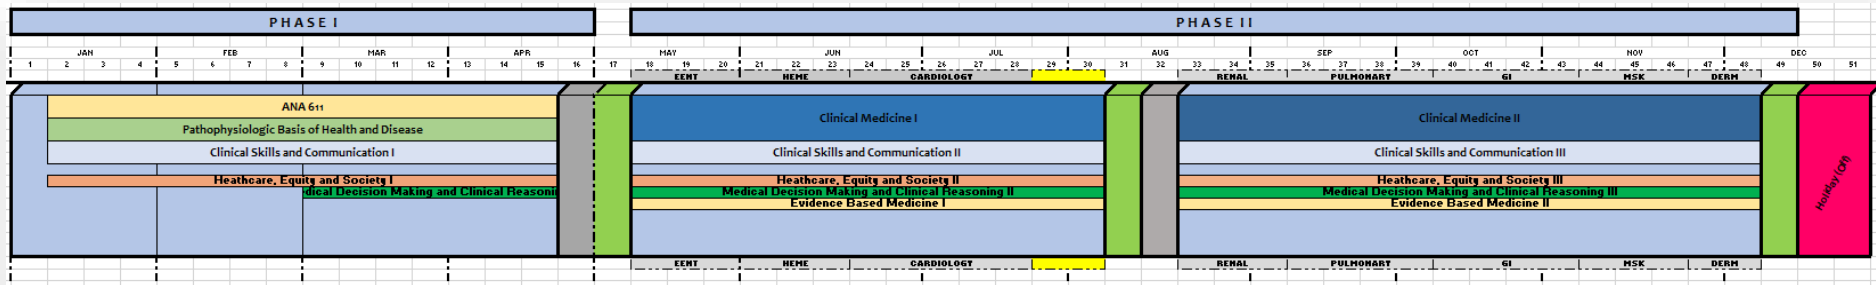 PHASE I PHASE II
JAN FEB MAR APR MAY JUN JUL AUG SEP OCT NOV DEC
1 2 3 4 5 6 7 8 9 10 11 12 13 14 15 16 17 18 19 20 21 22 23 24 25 26 27 28 29 30 31 32 33 34 35 36 37 38 39 40 41 42 43 44 45 46 47 48 49 50 51
EENT HEME CARDIOLOGY RENAL PULMONARY GI MSK DERM
ANA 611
Clinical Medicine I Clinical Medicine II
Pathophysiologic Basis of Health and Disease
Clinical Skills and Communication I Clinical Skills and Communication II Clinical Skills and Communication III
Heathcare, Equity and Society I Heathcare, Equity and Society II Heathcare, Equity and Society III
dical Decision Making and Clinical Reasoni Medical Decision Making and Clinical Reasoning II Medical Decision Making and Clinical Reasoning III
Evidence Based Medicine I Evidence Based Medicine II
Holiday (Off)
EENT HEME CARDIOLOGY RENAL PULMONARY GI MSK DERM